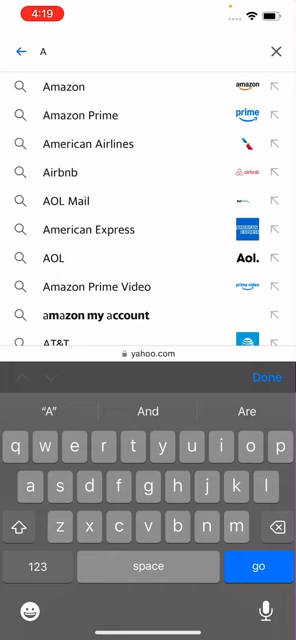 4:19
A
Amazon
amazon
Amazon Prime
prime
American Airlines
Airbnb
airbnb
AOL Mail
American Express
AMERICAN EXPRESS
AOL
Aol.
Amazon Prime Video
prime video
amazon my account
AT&T
yahoo.com
Done
"A" And Are
q w e r t y u i o p
a s d f g h j k l
z x c v b n m
123 space go